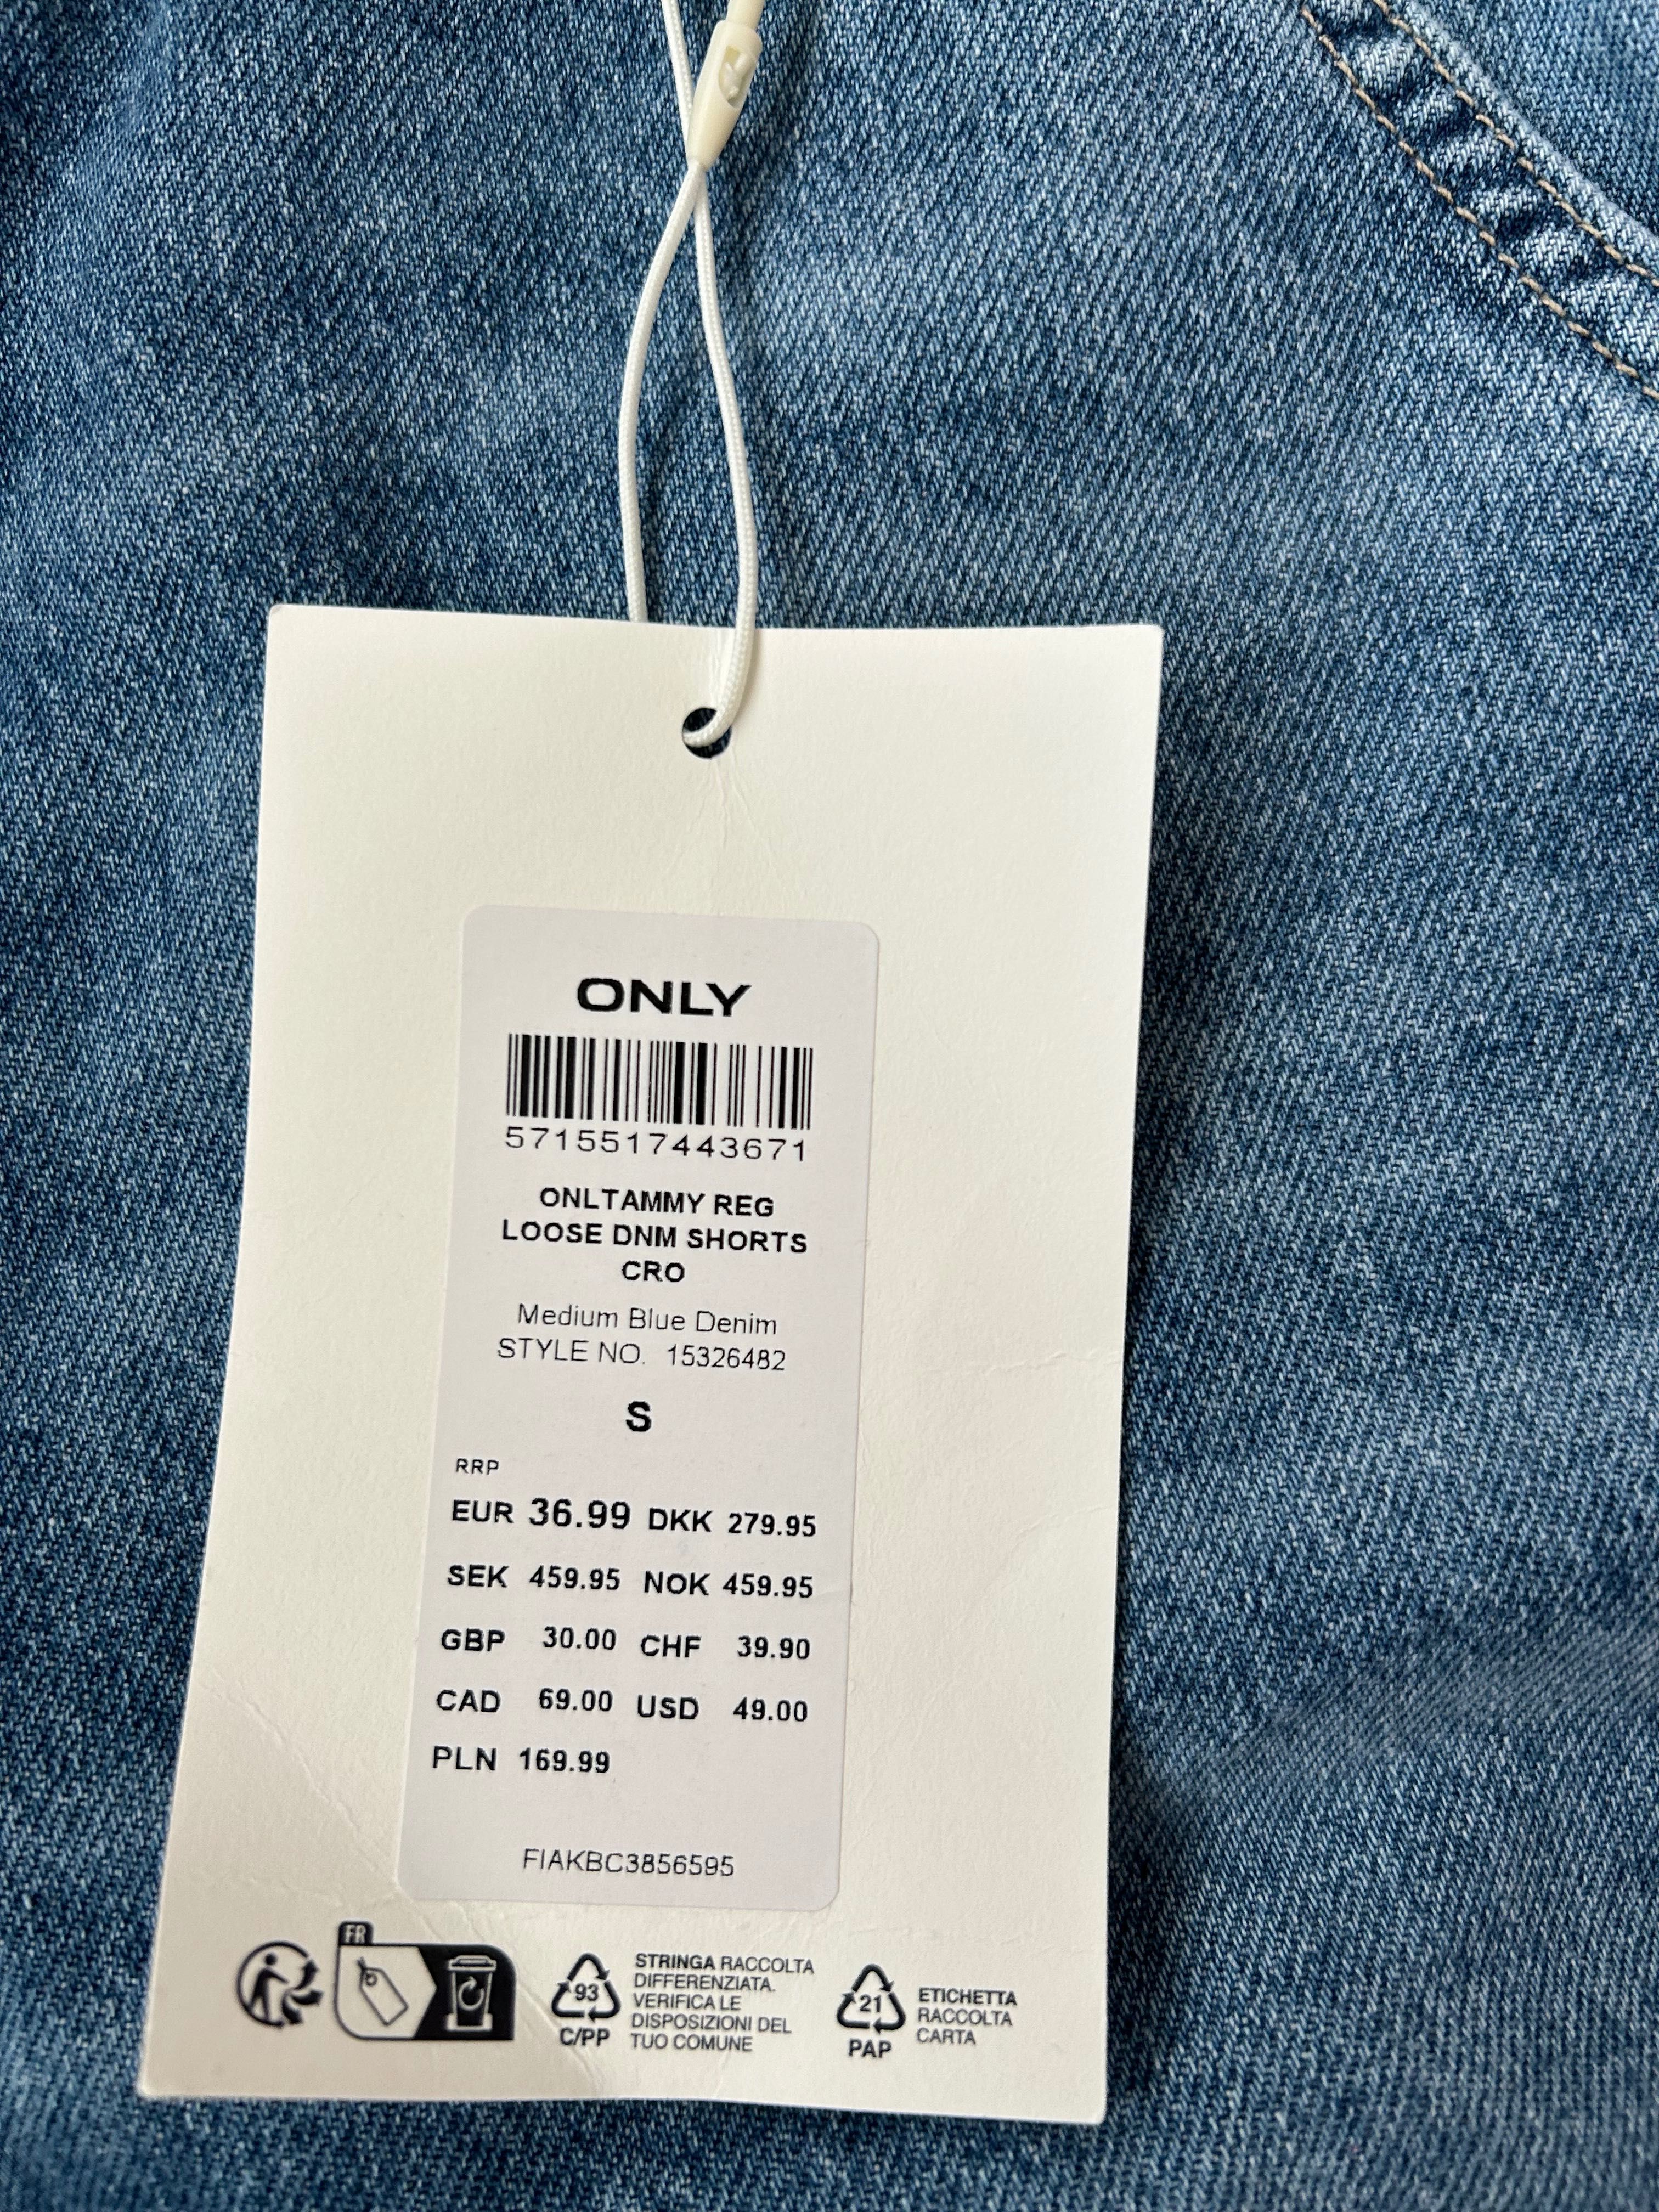 ONLY
5715517443671
ONLTAMMY REG
LOOSE DNM SHORTS
CRO
Medium Blue Denim
STYLE NO. 15326482
S
RRP
EUR 36.99 DKK 279.95
SEK 459.95 NOK 459.95
GBP 30.00 CHF 39.90
CAD 69.00 USD 49.00
PLN 169.99
FIAKBC3856595
FR
93
C/PP
STRINGA RACCOLTA
DIFFERENZIATA.
VERIFICA LE
DISPOSIZIONI DEL
TUO COMUNE
21
PAP
ETICHETTA
RACCOLTA
CARTA